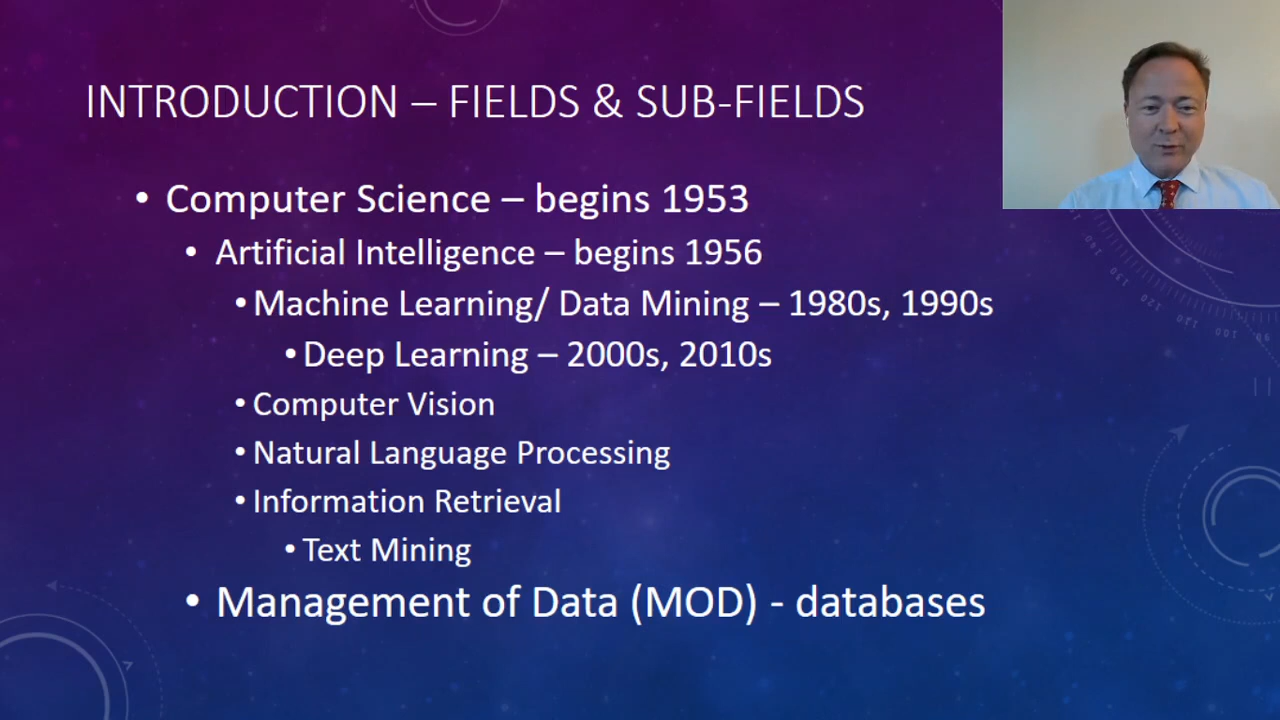 INTRODUCTION – FIELDS & SUB-FIELDS
• Computer Science – begins 1953
• Artificial Intelligence – begins 1956
• Machine Learning/ Data Mining – 1980s, 1990s
• Deep Learning – 2000s, 2010s
• Computer Vision
• Natural Language Processing
• Information Retrieval
• Text Mining
• Management of Data (MOD) - databases